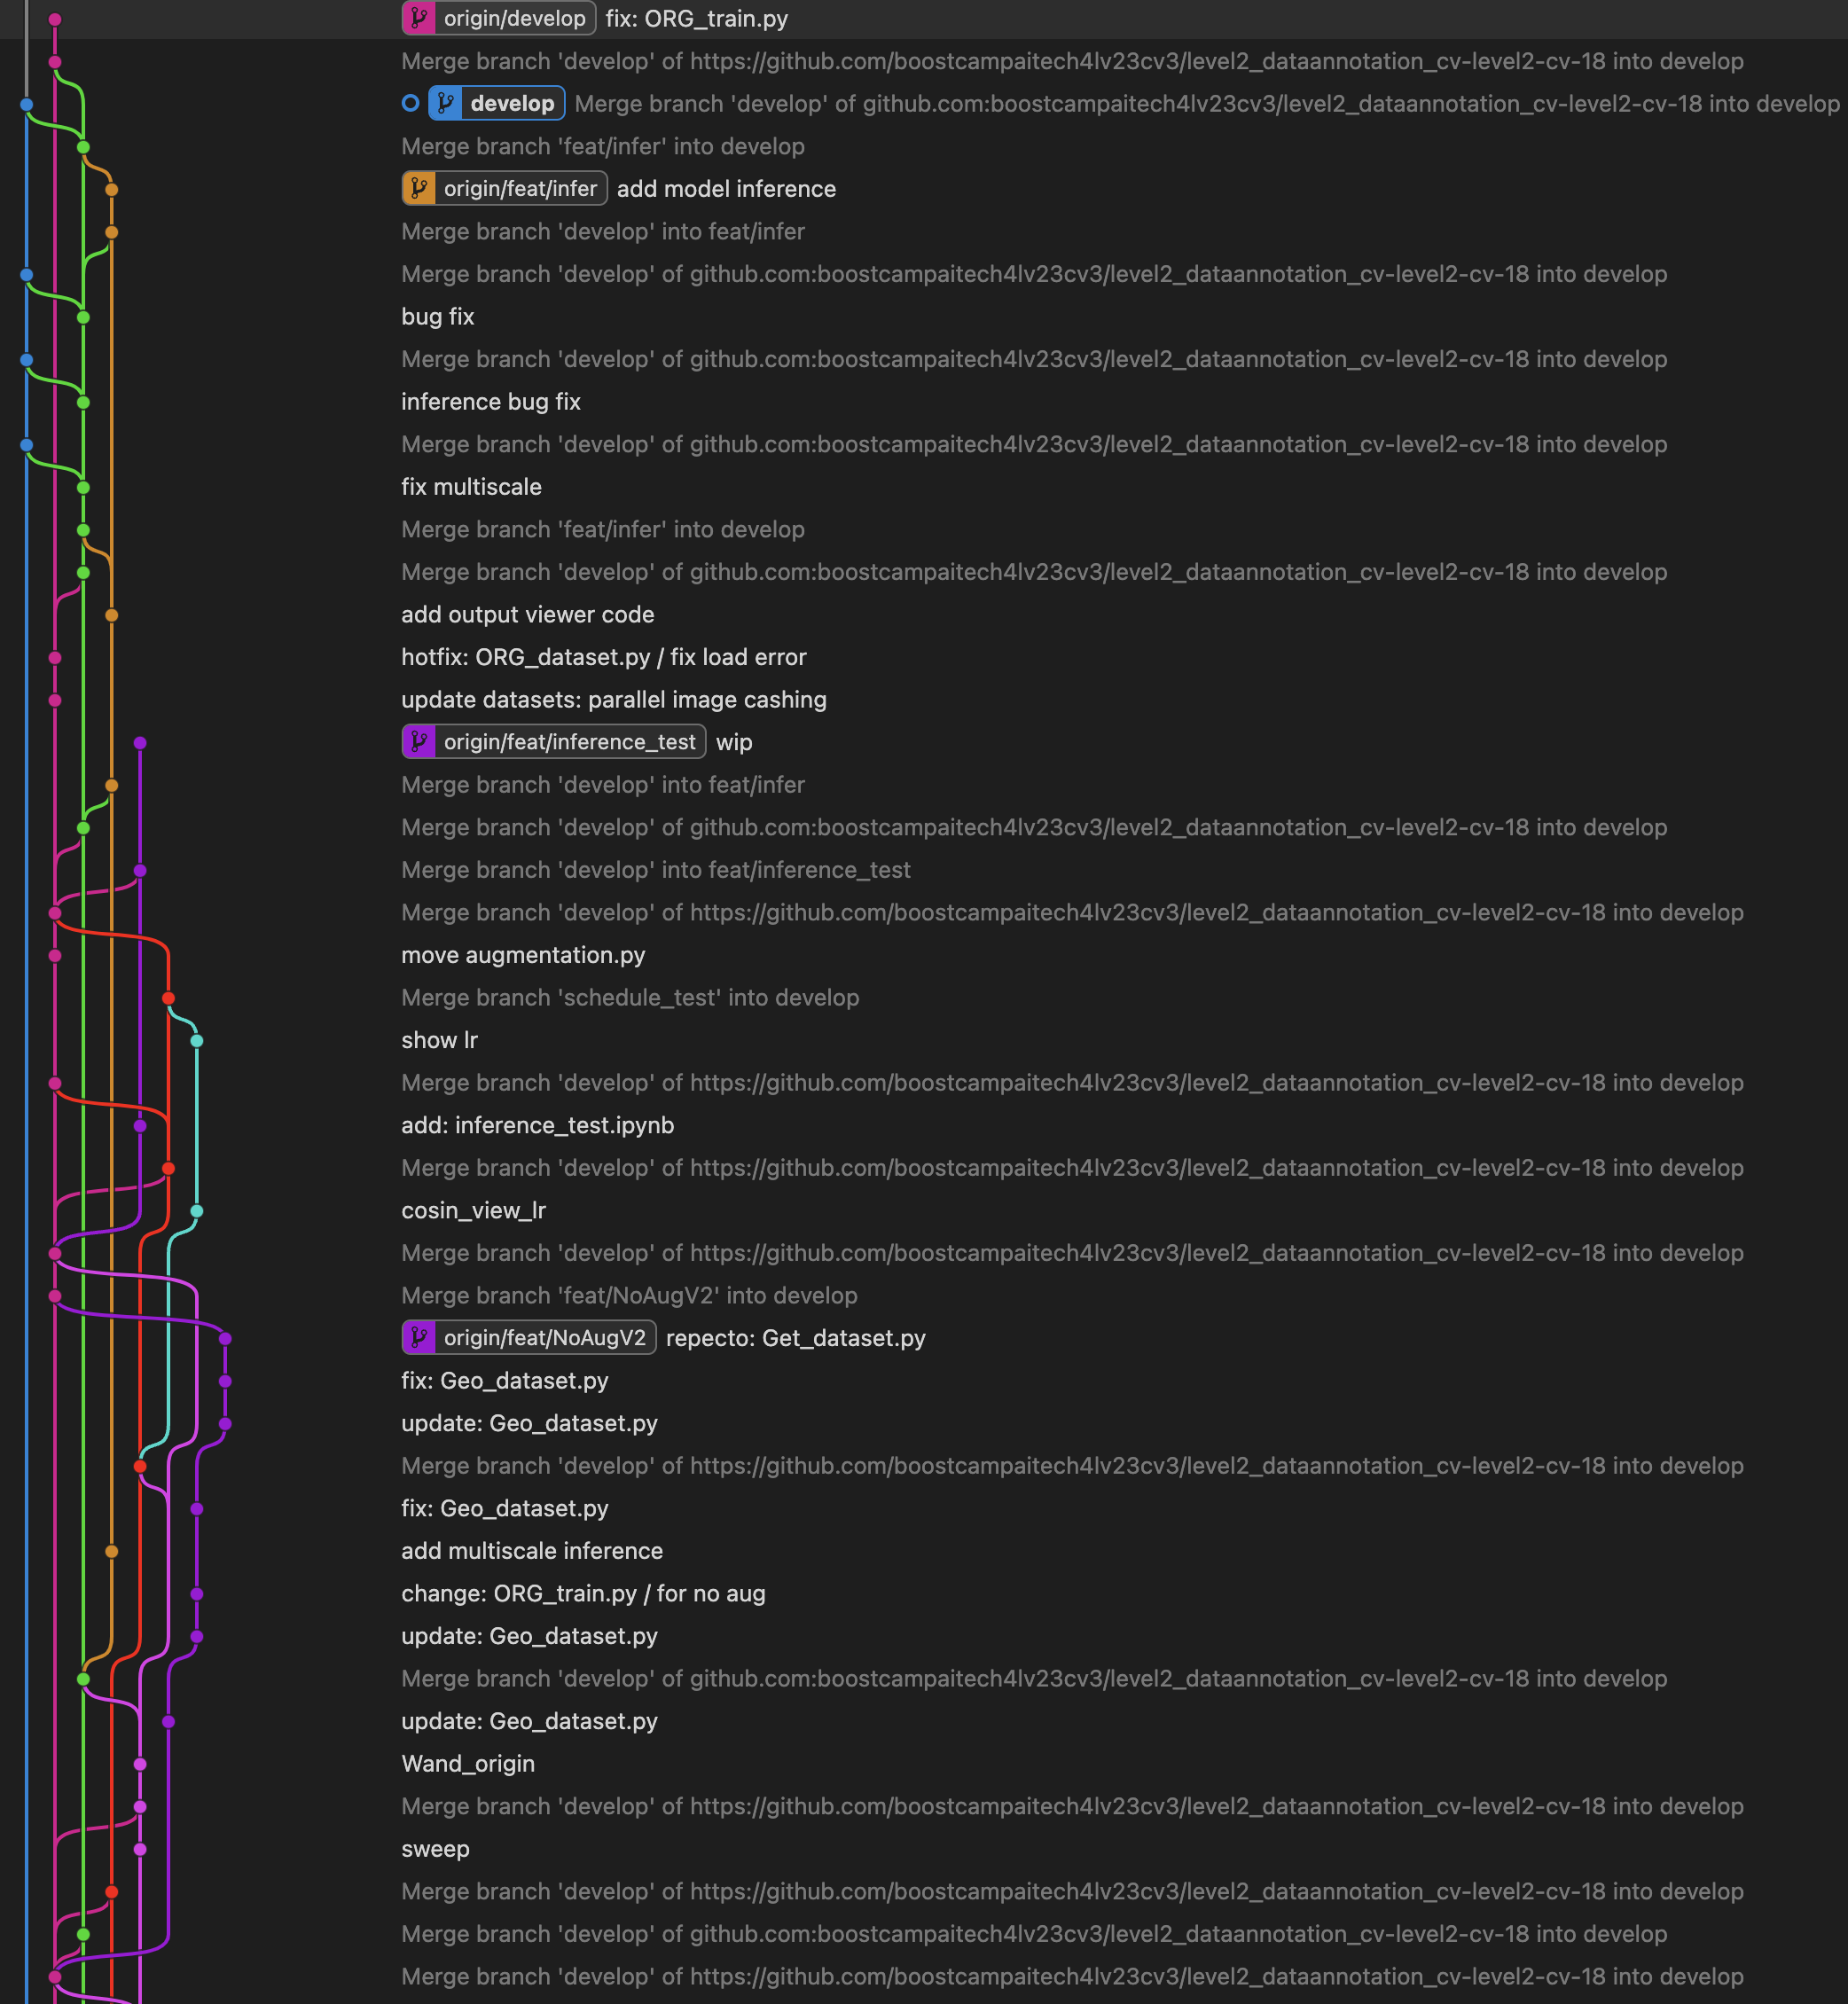 origin/develop fix: ORG_train.py
Merge branch 'develop' of https://github.com/boostcampaitech4lv23cv3/level2_dataannotation_cv-level2-cv-18 into develop
develop Merge branch 'develop' of github.com:boostcampaitech4lv23cv3/level2_dataannotation_cv-level2-cv-18 into develop
Merge branch 'feat/infer' into develop
origin/feat/infer add model inference
Merge branch 'develop' into feat/infer
Merge branch 'develop' of github.com:boostcampaitech4lv23cv3/level2_dataannotation_cv-level2-cv-18 into develop
bug fix
Merge branch 'develop' of github.com:boostcampaitech4lv23cv3/level2_dataannotation_cv-level2-cv-18 into develop
inference bug fix
Merge branch 'develop' of github.com:boostcampaitech4lv23cv3/level2_dataannotation_cv-level2-cv-18 into develop
fix multiscale
Merge branch 'feat/infer' into develop
Merge branch 'develop' of github.com:boostcampaitech4lv23cv3/level2_dataannotation_cv-level2-cv-18 into develop
add output viewer code
hotfix: ORG_dataset.py / fix load error
update datasets: parallel image cashing
origin/feat/inference_test wip
Merge branch 'develop' into feat/infer
Merge branch 'develop' of github.com:boostcampaitech4lv23cv3/level2_dataannotation_cv-level2-cv-18 into develop
Merge branch 'develop' into feat/inference_test
Merge branch 'develop' of https://github.com/boostcampaitech4lv23cv3/level2_dataannotation_cv-level2-cv-18 into develop
move augmentation.py
Merge branch 'schedule_test' into develop
show lr
Merge branch 'develop' of https://github.com/boostcampaitech4lv23cv3/level2_dataannotation_cv-level2-cv-18 into develop
add: inference_test.ipynb
Merge branch 'develop' of https://github.com/boostcampaitech4lv23cv3/level2_dataannotation_cv-level2-cv-18 into develop
cosin_view_lr
Merge branch 'develop' of https://github.com/boostcampaitech4lv23cv3/level2_dataannotation_cv-level2-cv-18 into develop
Merge branch 'feat/NoAugV2' into develop
origin/feat/NoAugV2 repecto: Get_dataset.py
fix: Geo_dataset.py
update: Geo_dataset.py
Merge branch 'develop' of https://github.com/boostcampaitech4lv23cv3/level2_dataannotation_cv-level2-cv-18 into develop
fix: Geo_dataset.py
add multiscale inference
change: ORG_train.py / for no aug
update: Geo_dataset.py
Merge branch 'develop' of github.com:boostcampaitech4lv23cv3/level2_dataannotation_cv-level2-cv-18 into develop
update: Geo_dataset.py
Wand_origin
Merge branch 'develop' of https://github.com/boostcampaitech4lv23cv3/level2_dataannotation_cv-level2-cv-18 into develop
sweep
Merge branch 'develop' of https://github.com/boostcampaitech4lv23cv3/level2_dataannotation_cv-level2-cv-18 into develop
Merge branch 'develop' of github.com:boostcampaitech4lv23cv3/level2_dataannotation_cv-level2-cv-18 into develop
Merge branch 'develop' of https://github.com/boostcampaitech4lv23cv3/level2_dataannotation_cv-level2-cv-18 into develop